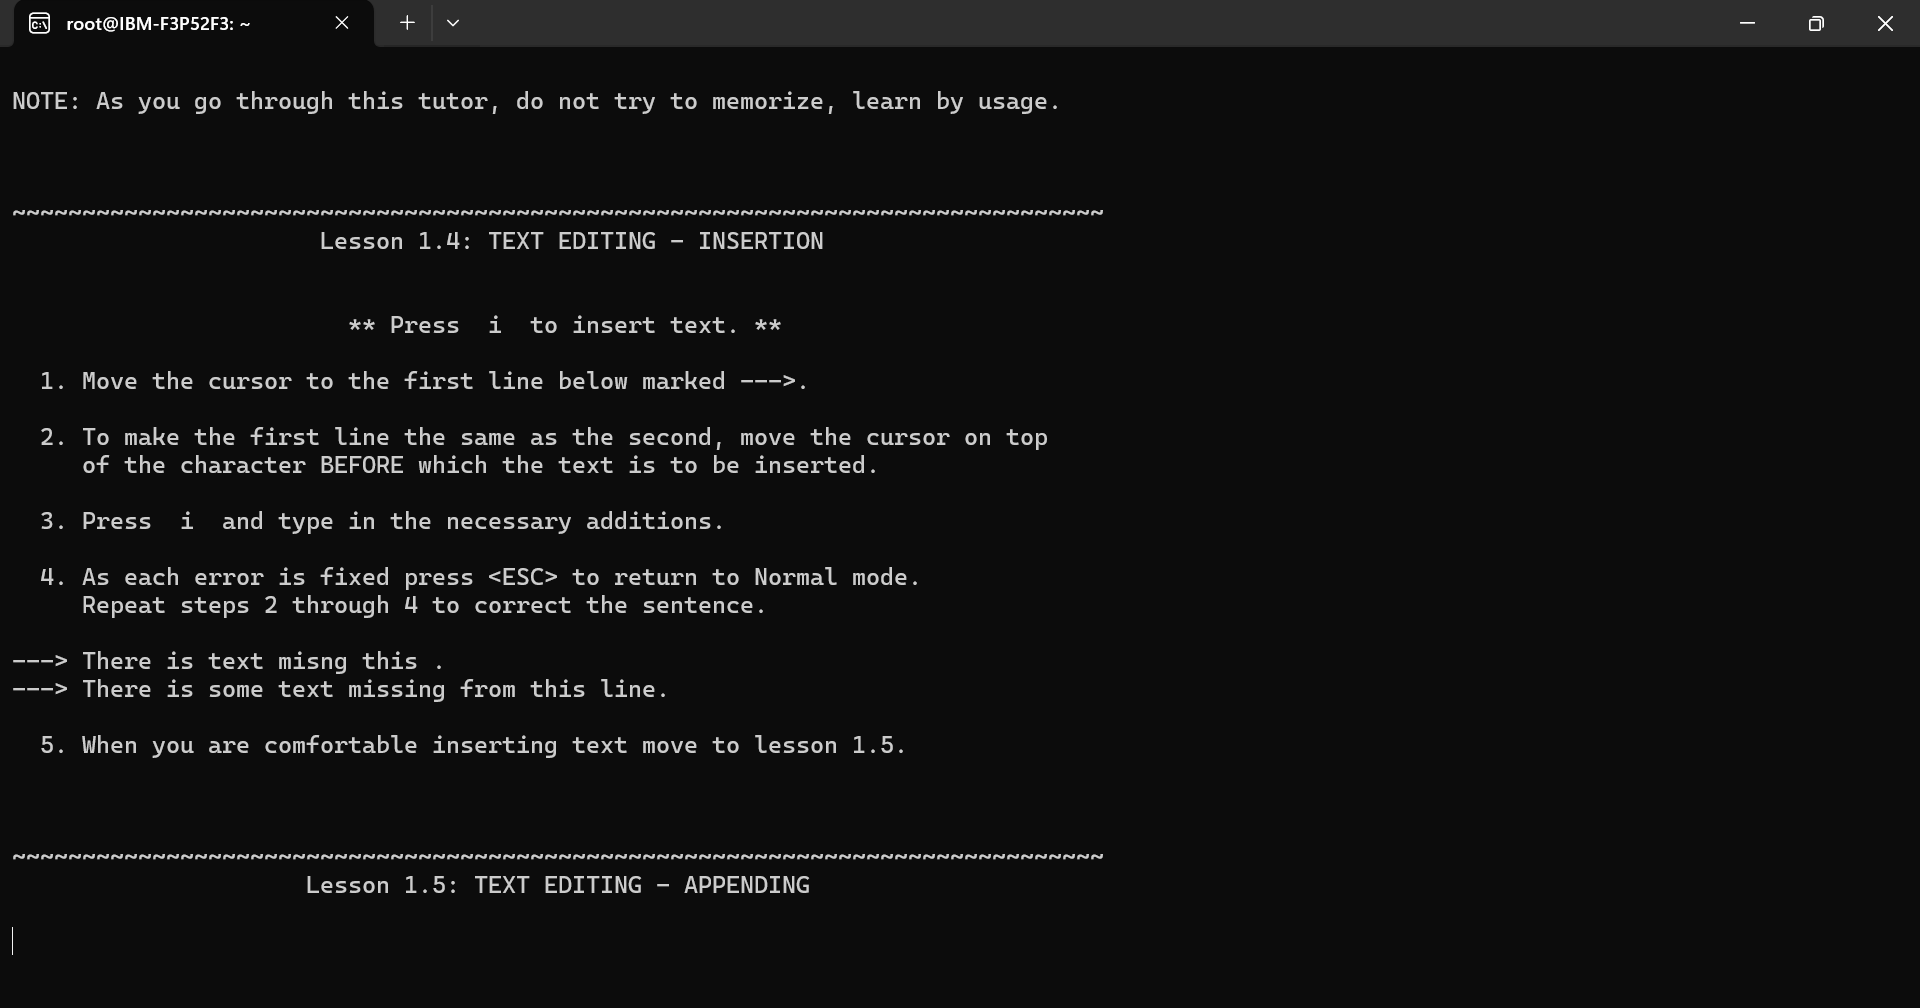 root@IBM-F3P52F3: ~
NOTE: As you go through this tutor, do not try to memorize, learn by usage.
~~~~~~~~~~~~~~~~~~~~~~~~~~~~~~~~~~~~~~~~~~~~~~~~~~~~~~~~~~~~~~~~~~~~~~~~~~~~~~
Lesson 1.4: TEXT EDITING - INSERTION
** Press  i  to insert text. **
1. Move the cursor to the first line below marked --->.
2. To make the first line the same as the second, move the cursor on top
of the character BEFORE which the text is to be inserted.
3. Press  i  and type in the necessary additions.
4. As each error is fixed press <ESC> to return to Normal mode.
Repeat steps 2 through 4 to correct the sentence.
---> There is text misng this .
---> There is some text missing from this line.
5. When you are comfortable inserting text move to lesson 1.5.
~~~~~~~~~~~~~~~~~~~~~~~~~~~~~~~~~~~~~~~~~~~~~~~~~~~~~~~~~~~~~~~~~~~~~~~~~~~~~~
Lesson 1.5: TEXT EDITING - APPENDING